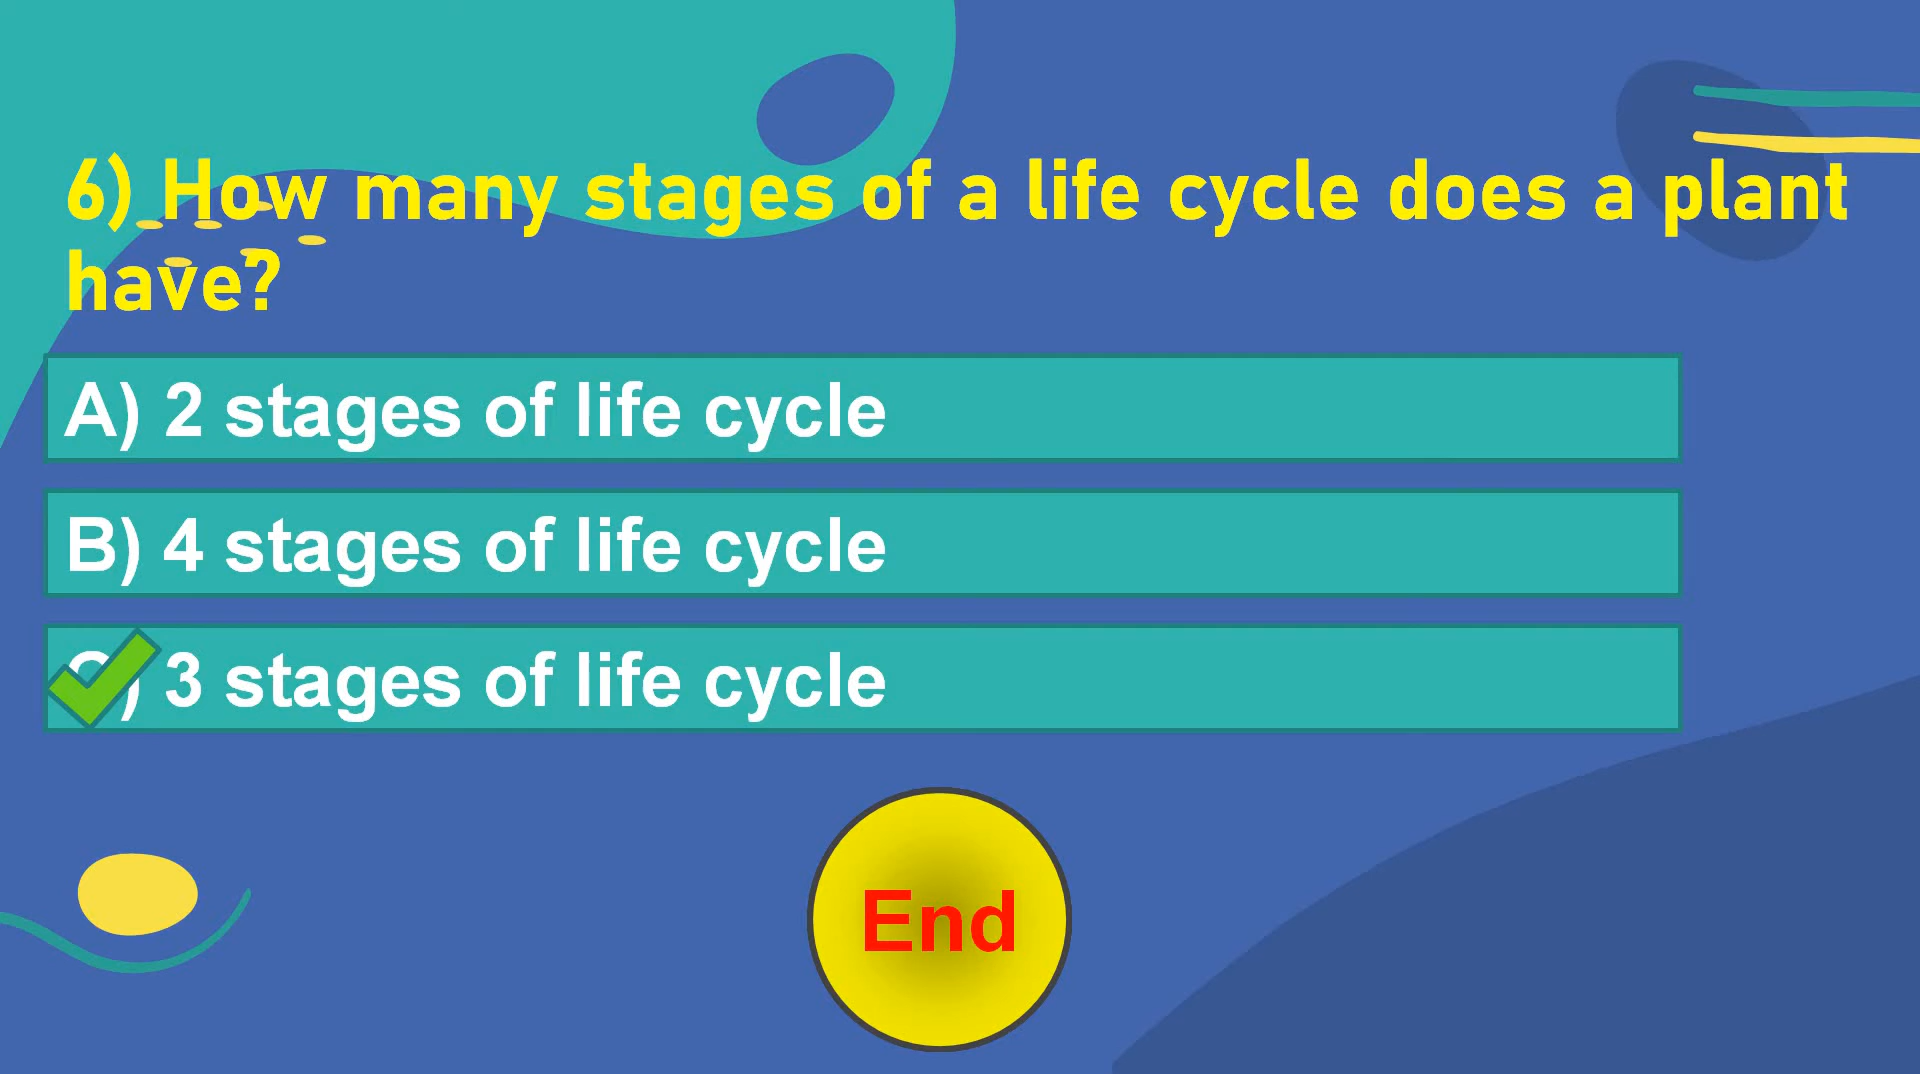 6) How many stages of a life cycle does a plant
have?
A) 2 stages of life cycle
B) 4 stages of life cycle
C) 3 stages of life cycle
End